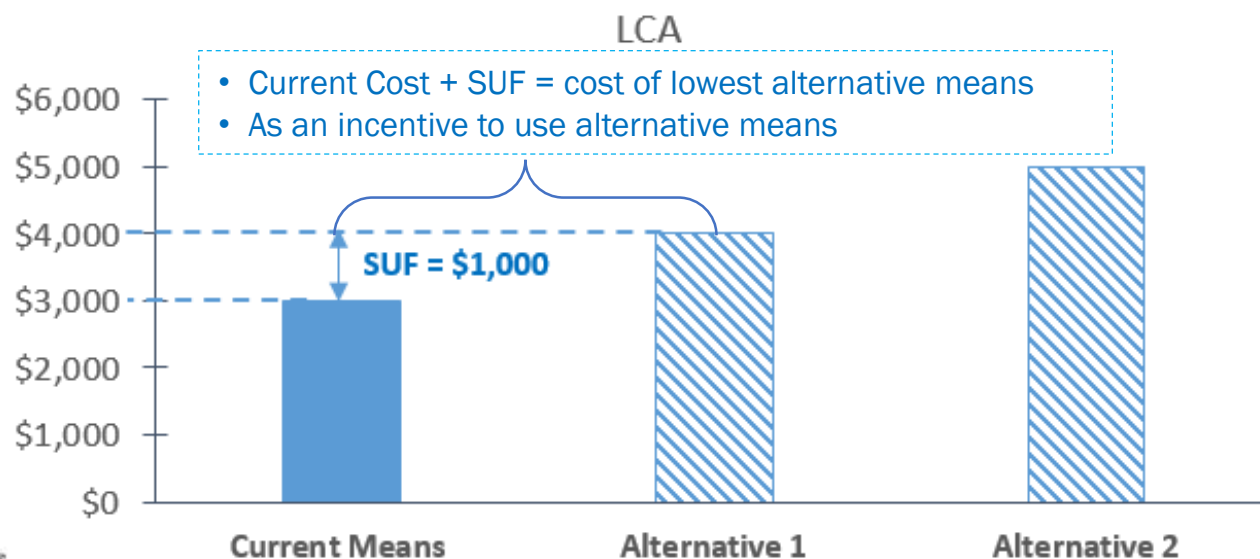 LCA
• Current Cost + SUF = cost of lowest alternative means
• As an incentive to use alternative means
$6,000
$5,000
$4,000
SUF = $1,000
$3,000
$2,000
$1,000
$0
Current Means
Alternative 1
Alternative 2